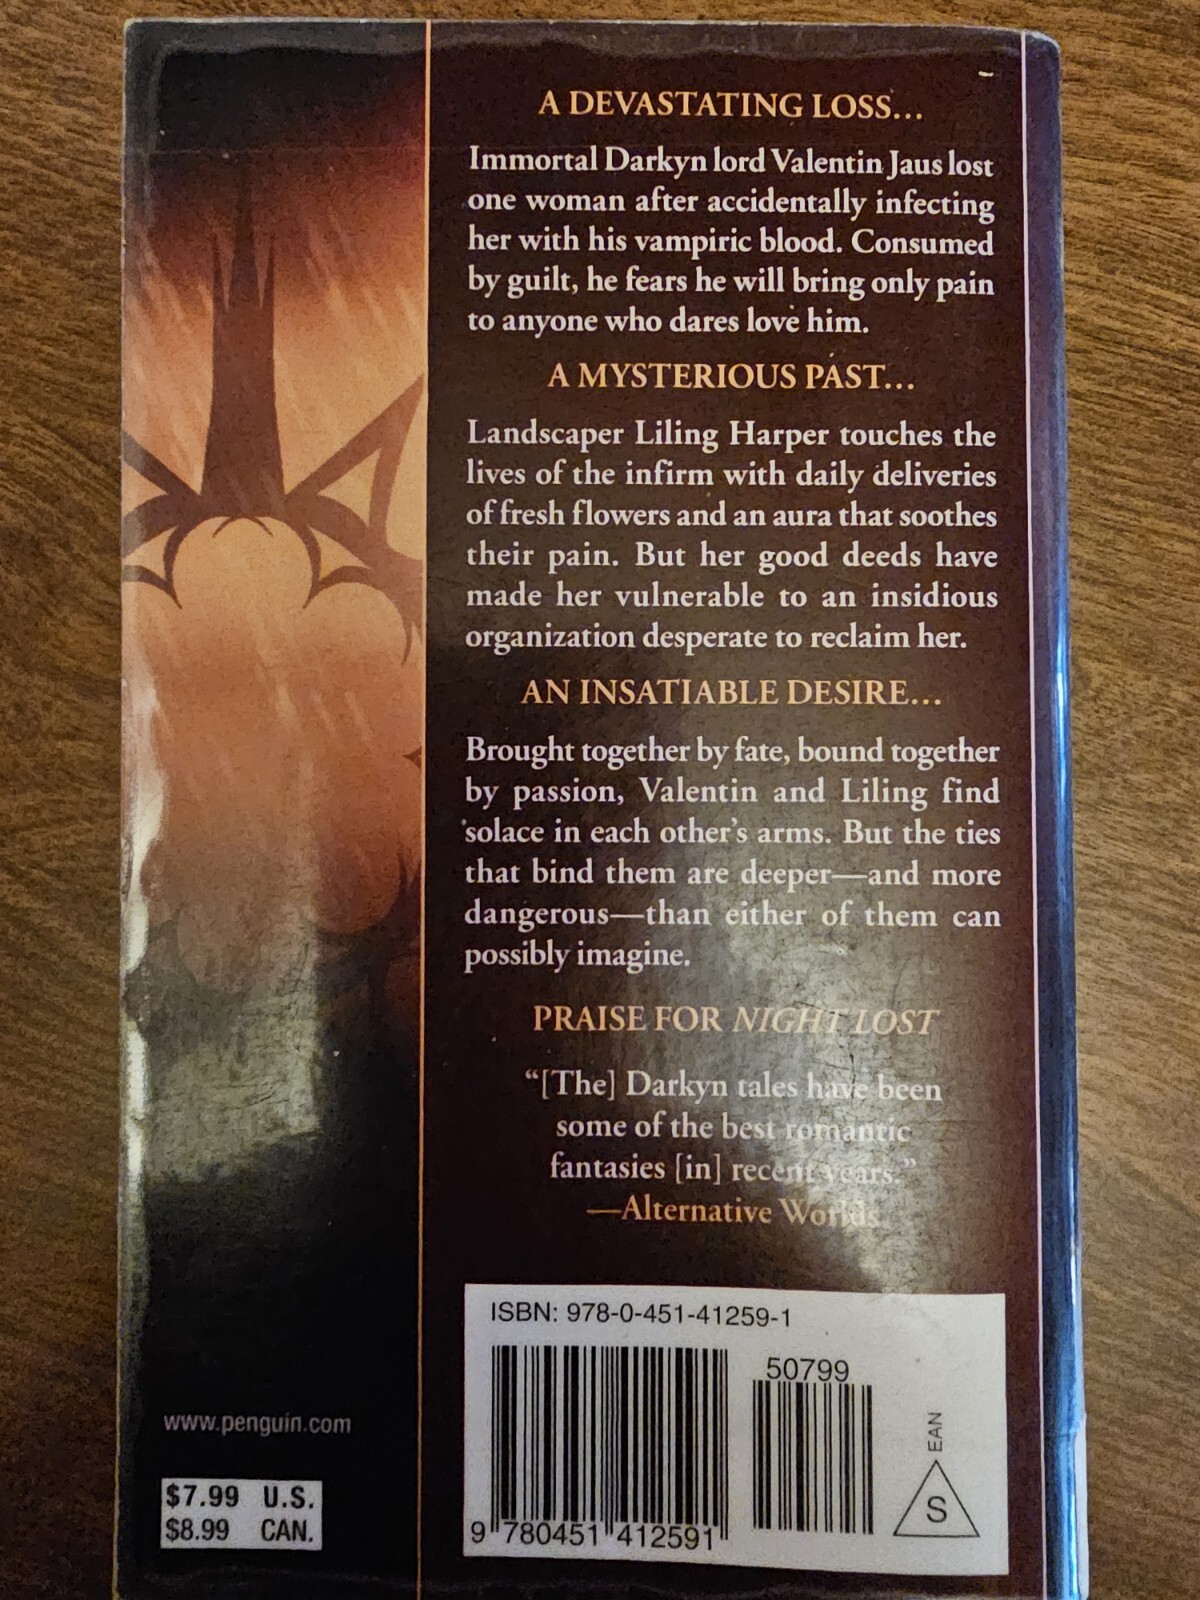 A DEVASTATING LOSS...
Immortal Darkyn lord Valentin Jaus lost
one woman after accidentally infecting
her with his vampiric blood. Consumed
by guilt, he fears he will bring only pain
to anyone who dares love him.
A MYSTERIOUS PAST...
Landscaper Liling Harper touches the
lives of the infirm with daily deliveries
of fresh flowers and an aura that soothes
their pain. But her good deeds have
made her vulnerable to an insidious
organization desperate to reclaim her.
AN INSATIABLE DESIRE...
Brought together by fate, bound together
by passion, Valentin and Liling find
solace in each other's arms. But the ties
that bind them are deeper—and more
dangerous—than either of them can
possibly imagine.
PRAISE FOR NIGHT LOST
“[The] Darkyn tales have been
some of the best romantic
fantasies [in] recent years.”
—Alternative Worlds
ISBN: 978-0-451-41259-1
50799
EAN
S
9 780451 412591
www.penguin.com
$7.99 U.S.
$8.99 CAN.